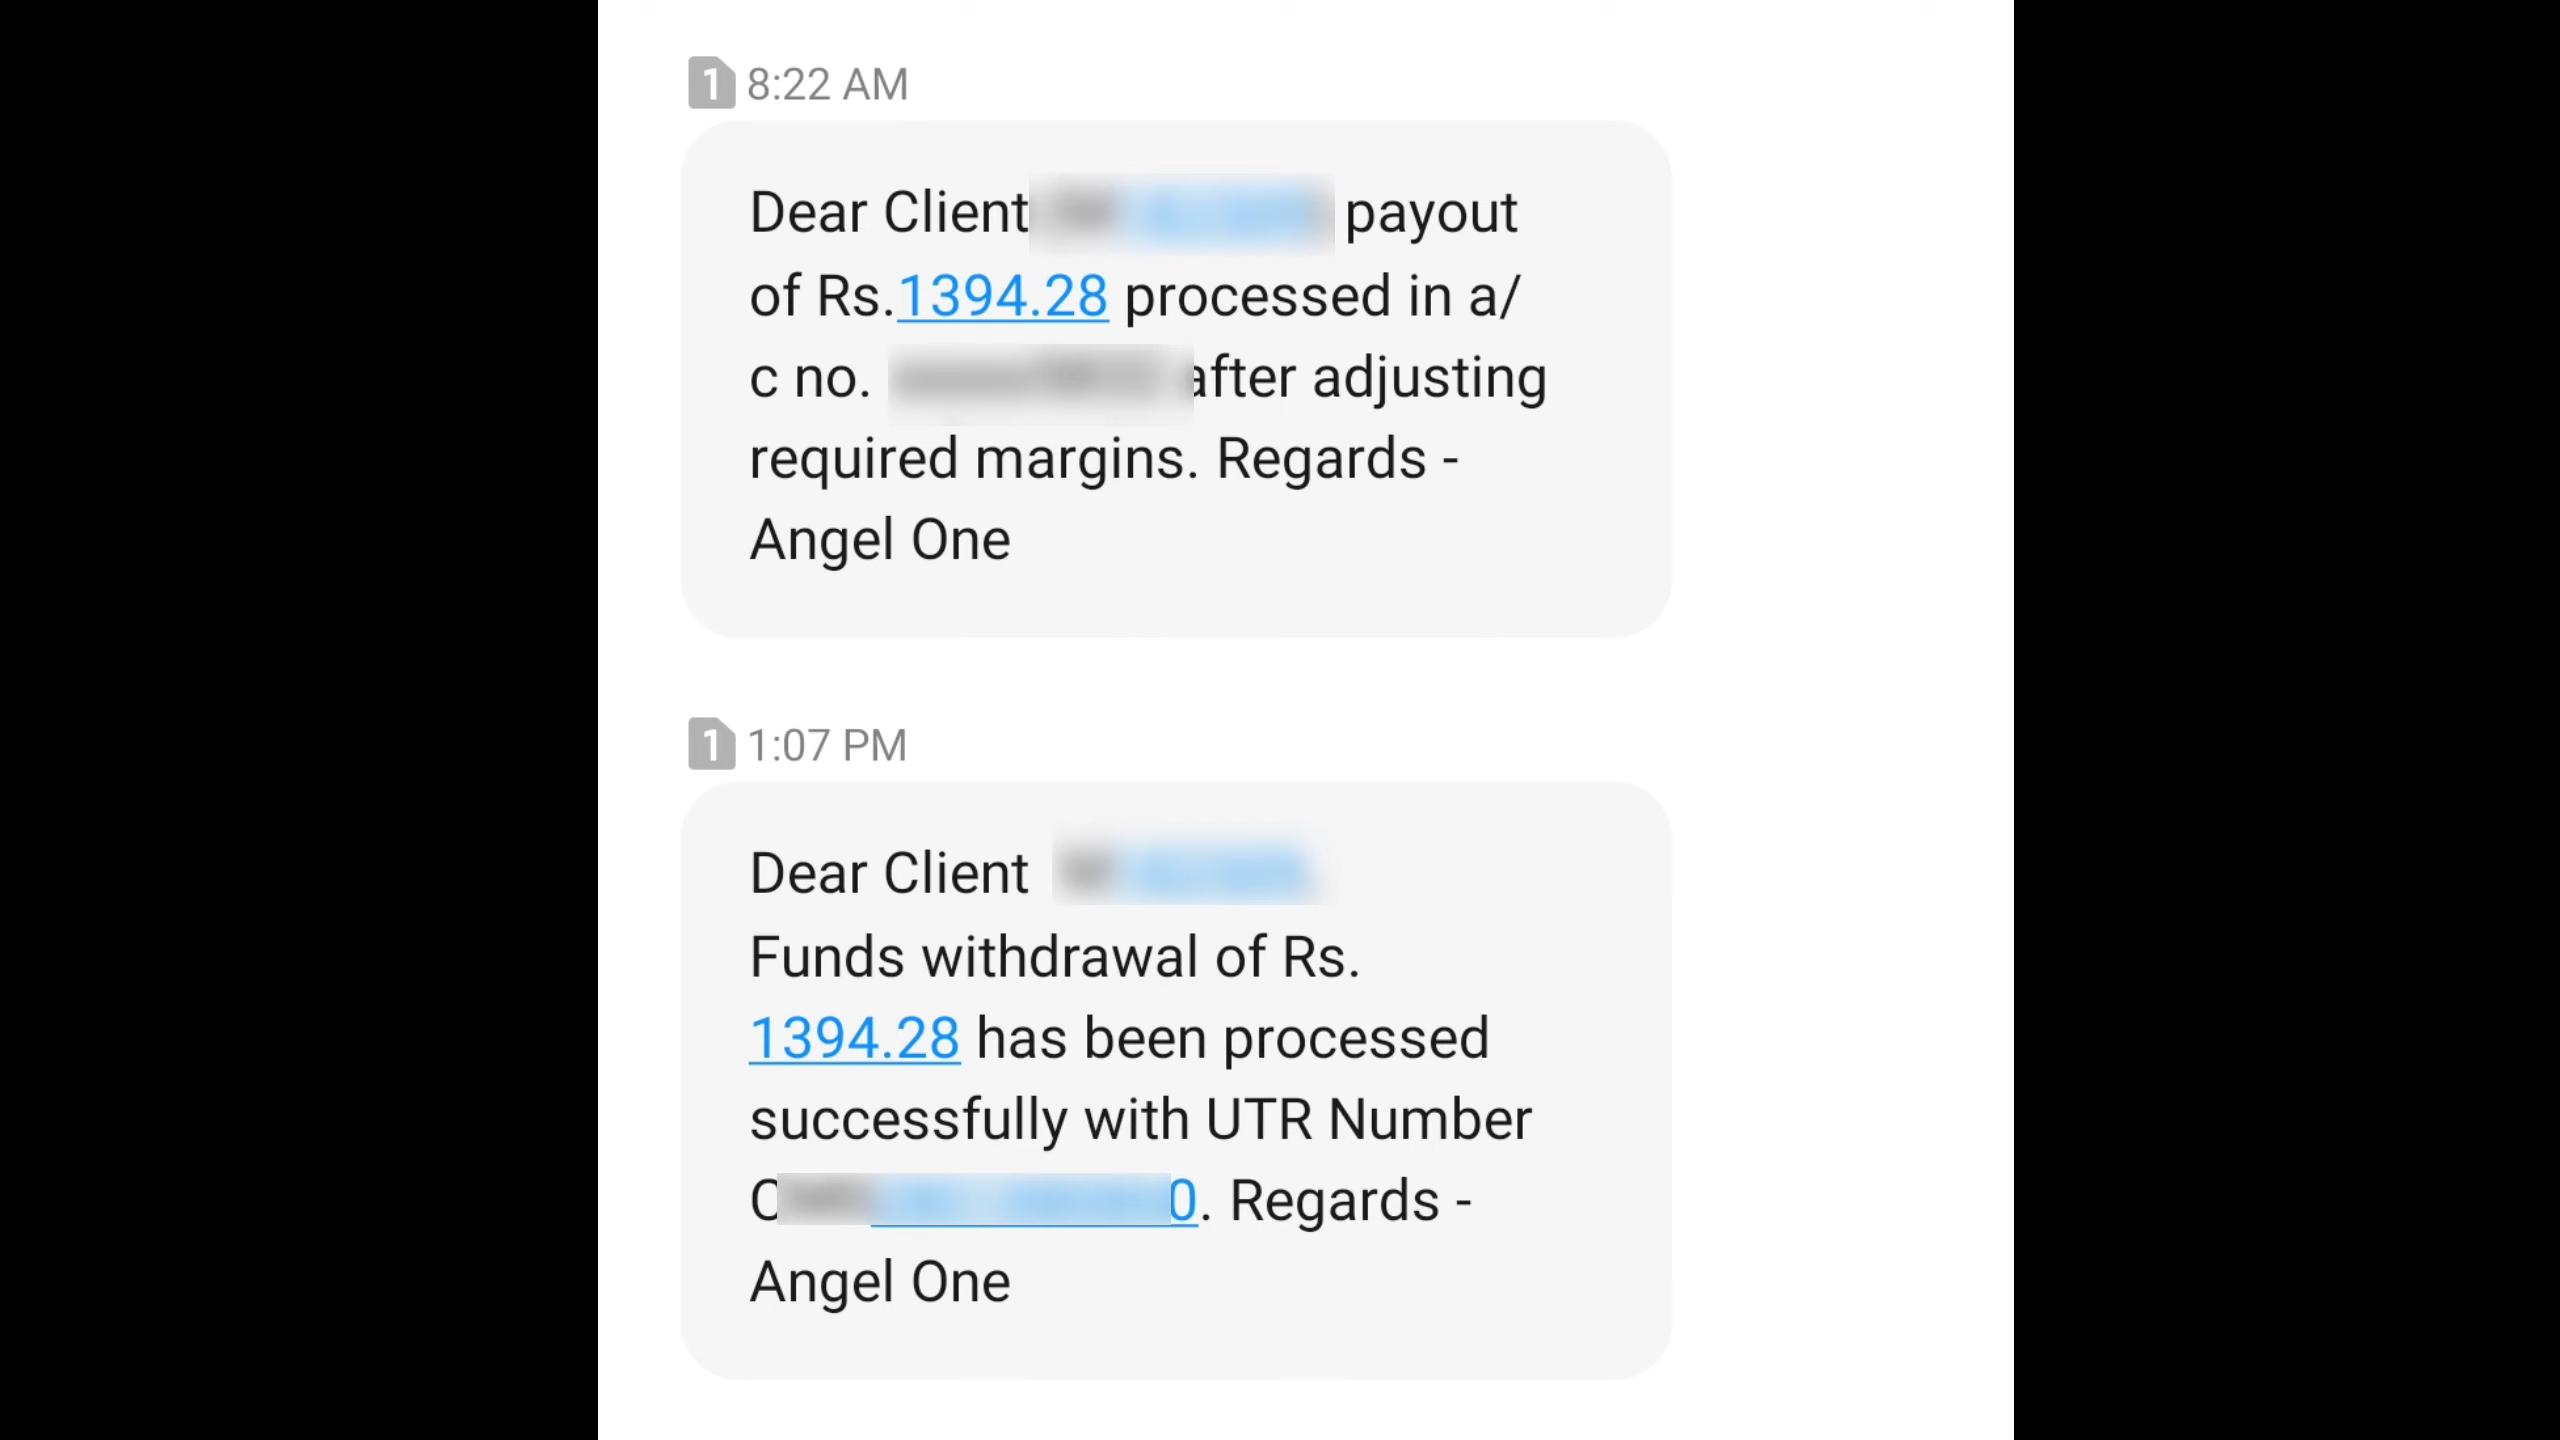 1 8:22 AM
Dear Client payout
of Rs.1394.28 processed in a/
c no. after adjusting
required margins. Regards -
Angel One
1 1:07 PM
Dear Client
Funds withdrawal of Rs.
1394.28 has been processed
successfully with UTR Number
. Regards -
Angel One